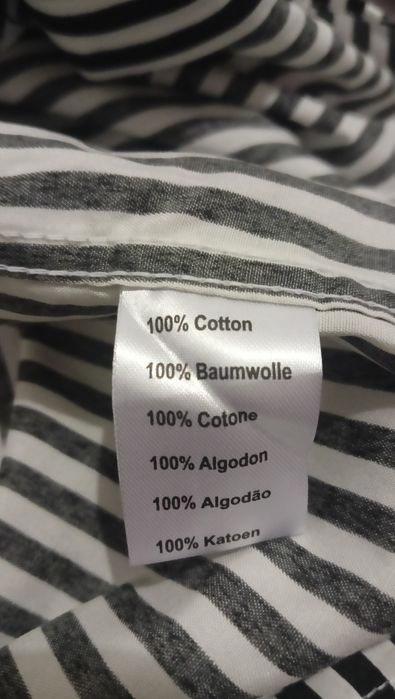 100% Cotton
100% Baumwolle
100% Cotone
100% Algodon
100% Algodão
100% Katoen